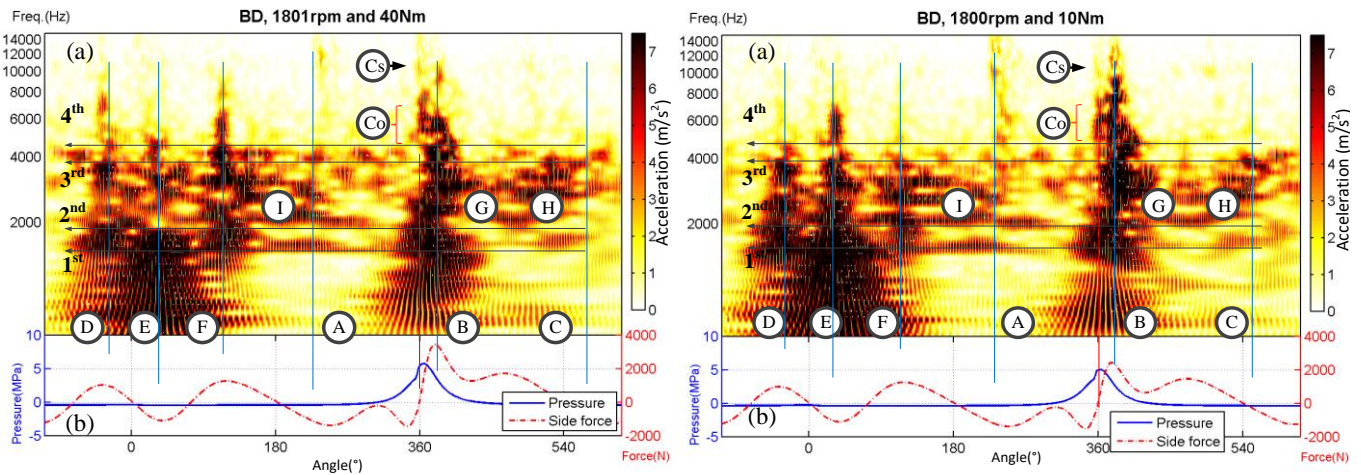 Freq.(Hz)
BD, 1801rpm and 40Nm
14000
12000
10000
8000
6000
4000
2000
(a)
Cs
Co
4th
3rd
2nd
1st
I
G
H
D
E
F
A
B
C
7
6
5
4
3
2
1
0
Acceleration (m/s2)
10
5
0
-5
Pressure(MPa)
(b)
Pressure
Side force
4000
2000
0
-2000
0
180
360
540
Angle(°)
Force(N)
Freq.(Hz)
BD, 1800rpm and 10Nm
14000
12000
10000
8000
6000
4000
2000
(a)
Cs
Co
4th
3rd
2nd
1st
I
G
H
D
E
F
A
B
C
7
6
5
4
3
2
1
0
Acceleration (m/s2)
10
5
0
-5
Pressure(MPa)
(b)
Pressure
Side force
4000
2000
0
-2000
0
180
360
540
Angle(°)
Force(N)